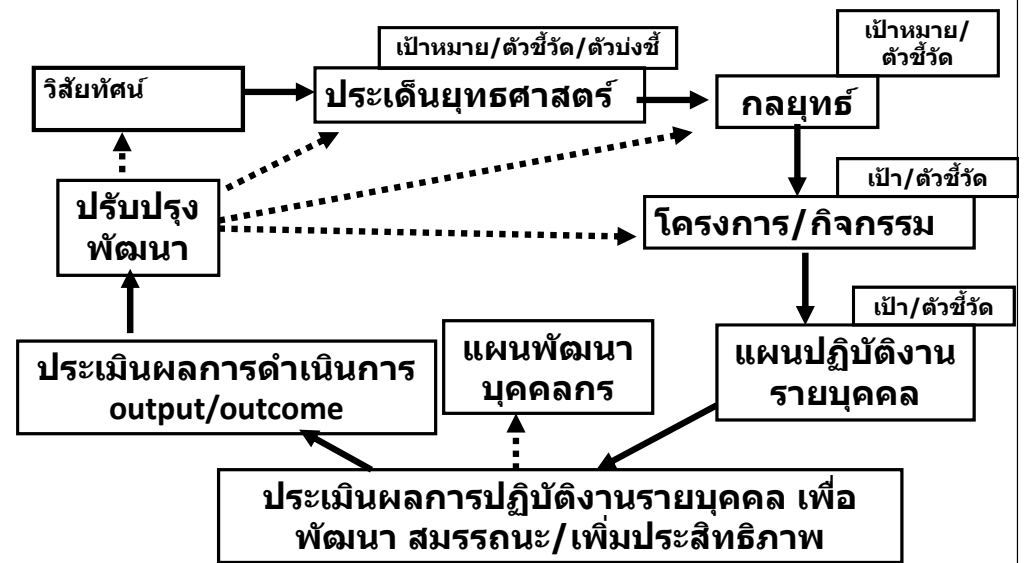 เป้าหมาย/ตัวชี้วัด/ตัวบ่งชี้
เป้าหมาย/
ตัวชี้วัด
วิสัยทัศน์
ประเด็นยุทธศาสตร์
กลยุทธ์
เป้า/ตัวชี้วัด
ปรับปรุง
พัฒนา
โครงการ/กิจกรรม
เป้า/ตัวชี้วัด
ประเมินผลการดำเนินการ
output/outcome
แผนพัฒนา
บุคคลกร
แผนปฏิบัติงาน
รายบุคคล
ประเมินผลการปฏิบัติงานรายบุคคล เพื่อ
พัฒนา สมรรถนะ/เพิ่มประสิทธิภาพ